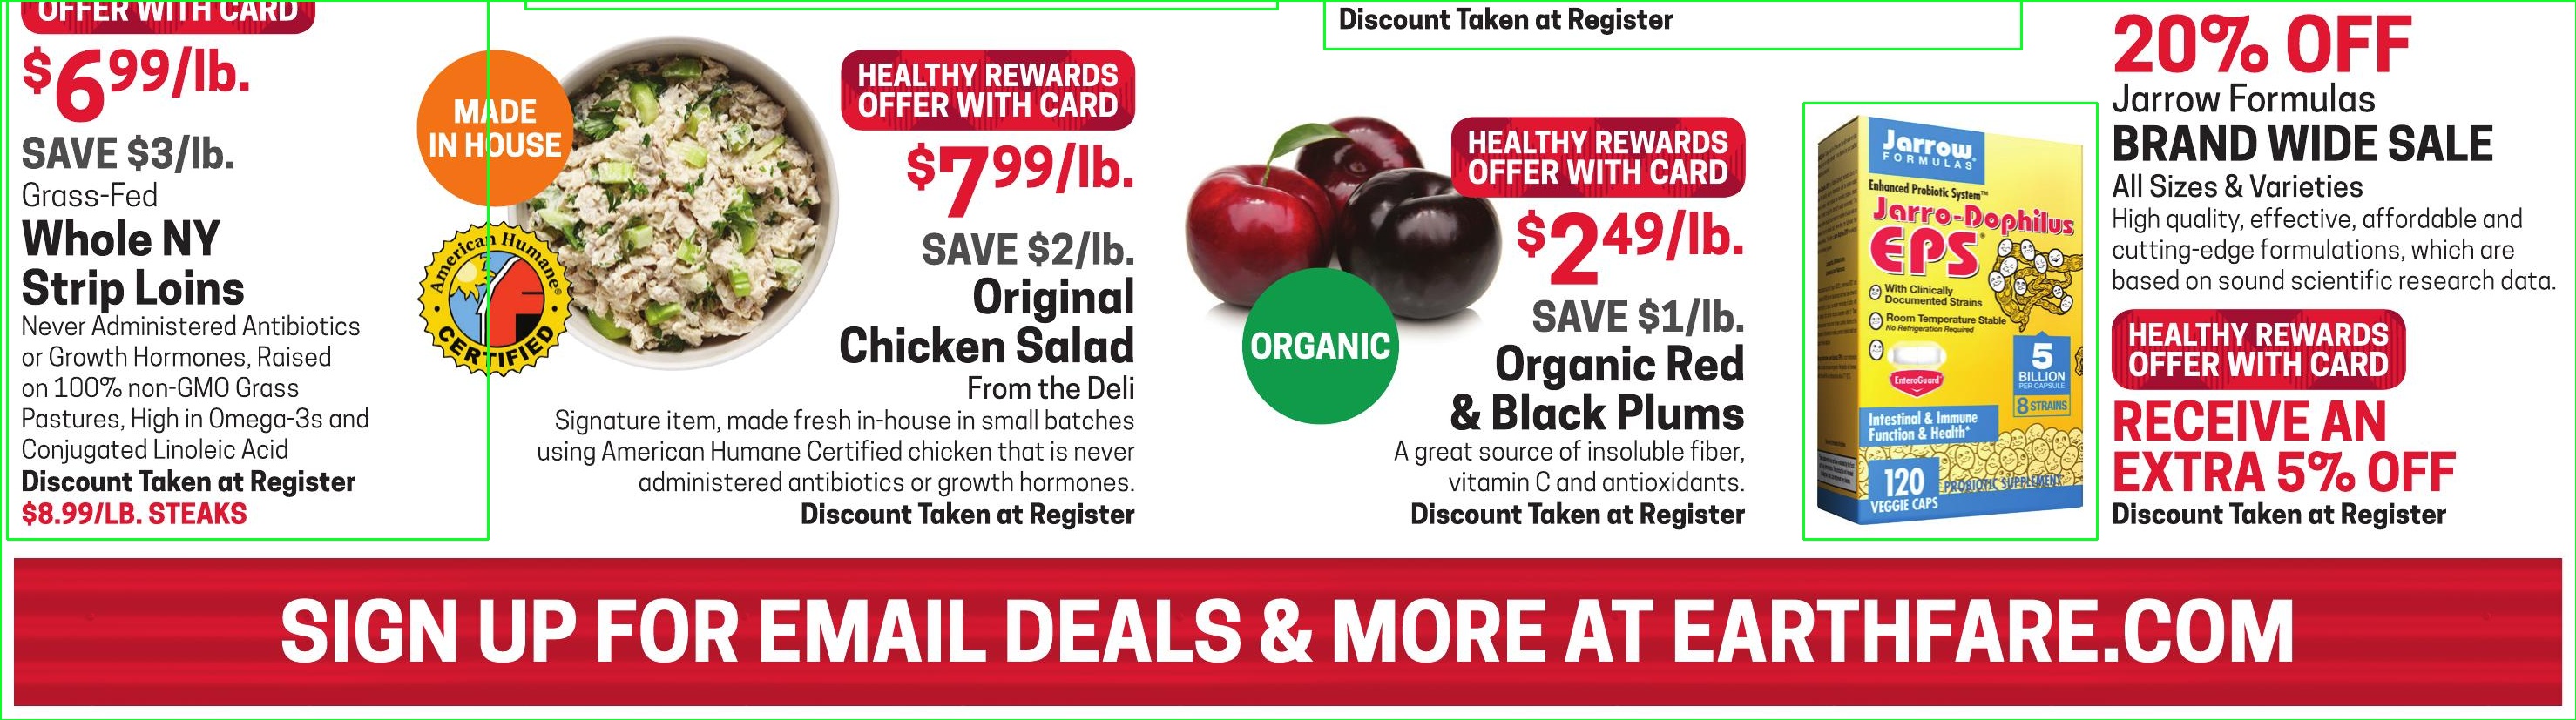 OFFER WITH CARD
$6.99/lb.
SAVE $3/lb.
Grass-Fed
Whole NY
Strip Loins
Never Administered Antibiotics
or Growth Hormones, Raised
on 100% non-GMO Grass
Pastures, High in Omega-3s and
Conjugated Linoleic Acid
Discount Taken at Register
$8.99/LB. STEAKS
MADE
IN HOUSE
American Humane®
CERTIFIED
HEALTHY REWARDS
OFFER WITH CARD
$7.99/lb.
SAVE $2/lb.
Original
Chicken Salad
From the Deli
Signature item, made fresh in-house in small batches
using American Humane Certified chicken that is never
administered antibiotics or growth hormones.
Discount Taken at Register
Discount Taken at Register
HEALTHY REWARDS
OFFER WITH CARD
$2.49/lb.
ORGANIC
SAVE $1/lb.
Organic Red
& Black Plums
A great source of insoluble fiber,
vitamin C and antioxidants.
Discount Taken at Register
Jarrow
FORMULAS®
Enhanced Probiotic System™
Jarro-Dophilus
EPS®
With Clinically
Documented Strains
Room Temperature Stable
No Refrigeration Required
EnteroGuard
5
BILLION
PER CAPSULE
8 STRAINS
Intestinal & Immune
Function & Health*
120
VEGGIE CAPS
PROBIOTIC SUPPLEMENT
20% OFF
Jarrow Formulas
BRAND WIDE SALE
All Sizes & Varieties
High quality, effective, affordable and
cutting-edge formulations, which are
based on sound scientific research data.
HEALTHY REWARDS
OFFER WITH CARD
RECEIVE AN
EXTRA 5% OFF
Discount Taken at Register
SIGN UP FOR EMAIL DEALS & MORE AT EARTHFARE.COM